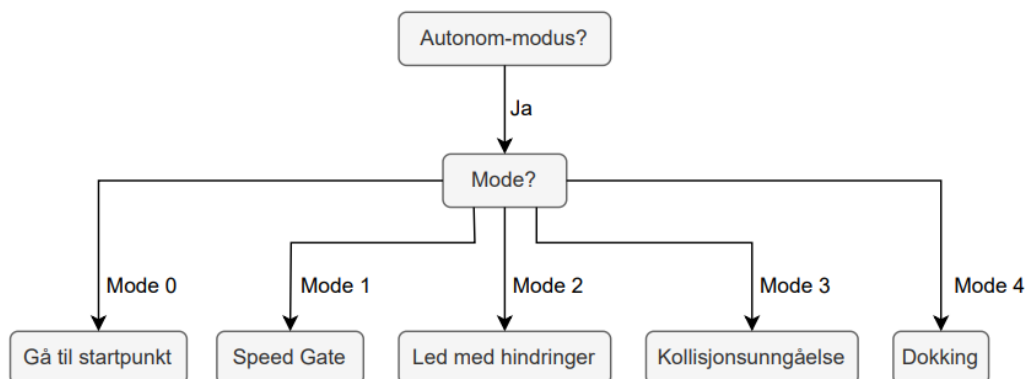 Autonom-modus?
Ja
Mode?
Mode 0
Mode 1
Mode 2
Mode 3
Mode 4
Gå til startpunkt
Speed Gate
Led med hindringer
Kollisjonsunngåelse
Dokking